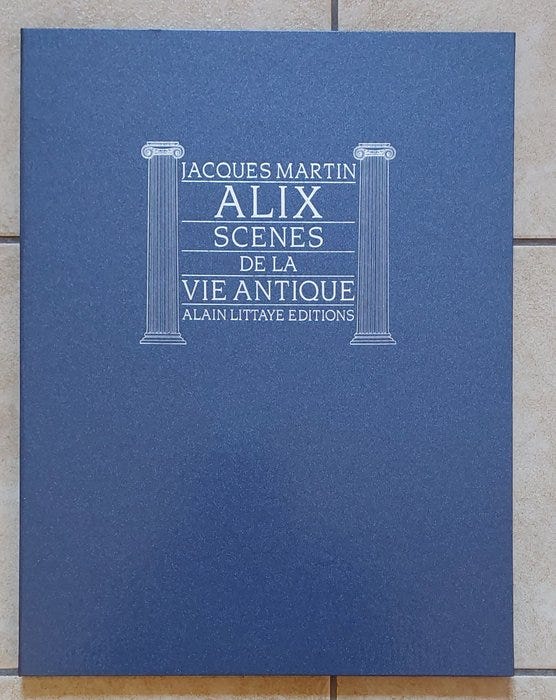 JACQUES MARTIN
ALIX
SCENES
DE LA
VIE ANTIQUE
ALAIN LITTAYE EDITIONS